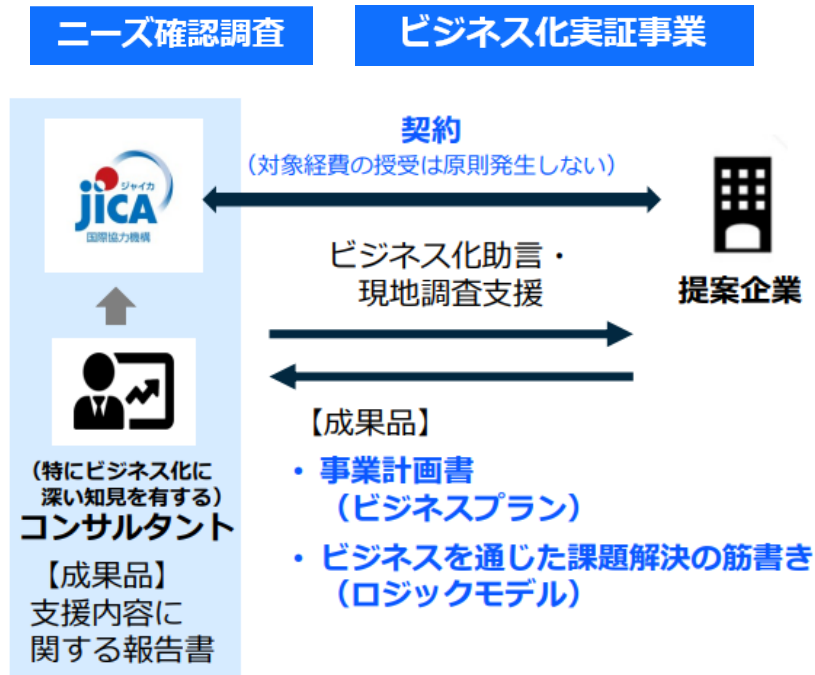 ニーズ確認調査
ビジネス化実証事業
契約
（対象経費の授受は原則発生しない）
ジャイカ
JICA
国際協力機構
ビジネス化助言・
現地調査支援
提案企業
（特にビジネス化に
深い知見を有する）
コンサルタント
【成果品】
支援内容に
関する報告書
【成果品】
・ 事業計画書
（ビジネスプラン）
・ ビジネスを通じた課題解決の筋書き
（ロジックモデル）